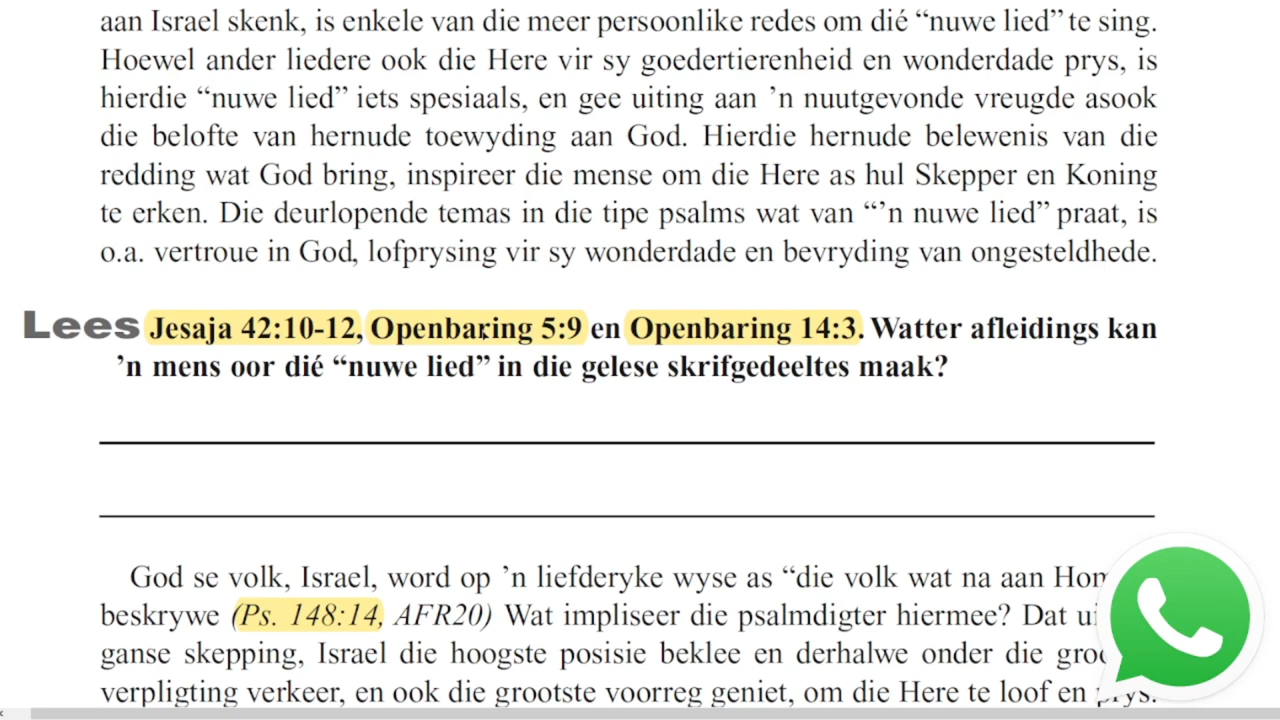 aan Israel skenk, is enkele van die meer persoonlike redes om dié “nuwe lied” te sing.
Hoewel ander liedere ook die Here vir sy goedertierenheid en wonderdade prys, is
hierdie “nuwe lied” iets spesiaals, en gee uiting aan ’n nuutgevonde vreugde asook
die belofte van hernude toewyding aan God. Hierdie hernude belewenis van die
redding wat God bring, inspireer die mense om die Here as hul Skepper en Koning
te erken. Die deurlopende temas in die tipe psalms wat van “’n nuwe lied” praat, is
o.a. vertroue in God, lofprysing vir sy wonderdade en bevryding van ongesteldhede.
Lees Jesaja 42:10-12, Openbaring 5:9 en Openbaring 14:3. Watter afleidings kan
’n mens oor dié “nuwe lied” in die gelese skrifgedeeltes maak?
God se volk, Israel, word op ’n liefderyke wyse as “die volk wat na aan
beskrywe (Ps. 148:14, AFR20) Wat impliseer die psalmdigter hiermee? Dat
ganse skepping, Israel die hoogste posisie beklee en derhalwe onder die
verpligting verkeer, en ook die grootste voorreg geniet, om die Here te loof en prys.